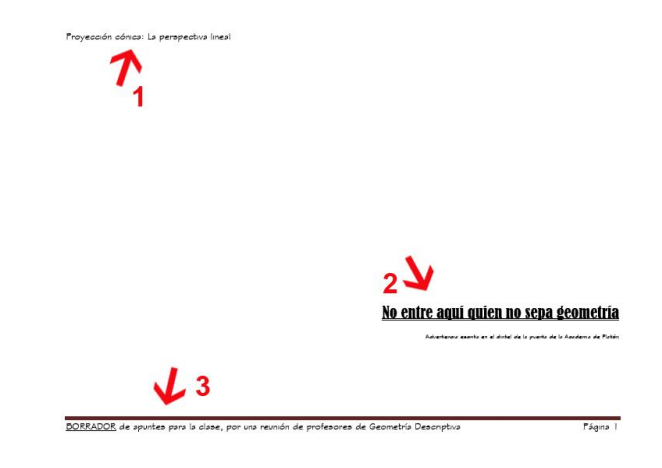 Proyección cónica: La perspectiva lineal
1
2
No entre aquí quien no sepa geometría
Advertencia escrita en el dintel de la puerta de la Academia de Platón
3
BORRADOR de apuntes para la clase, por una reunión de profesores de Geometría Descriptiva Página 1